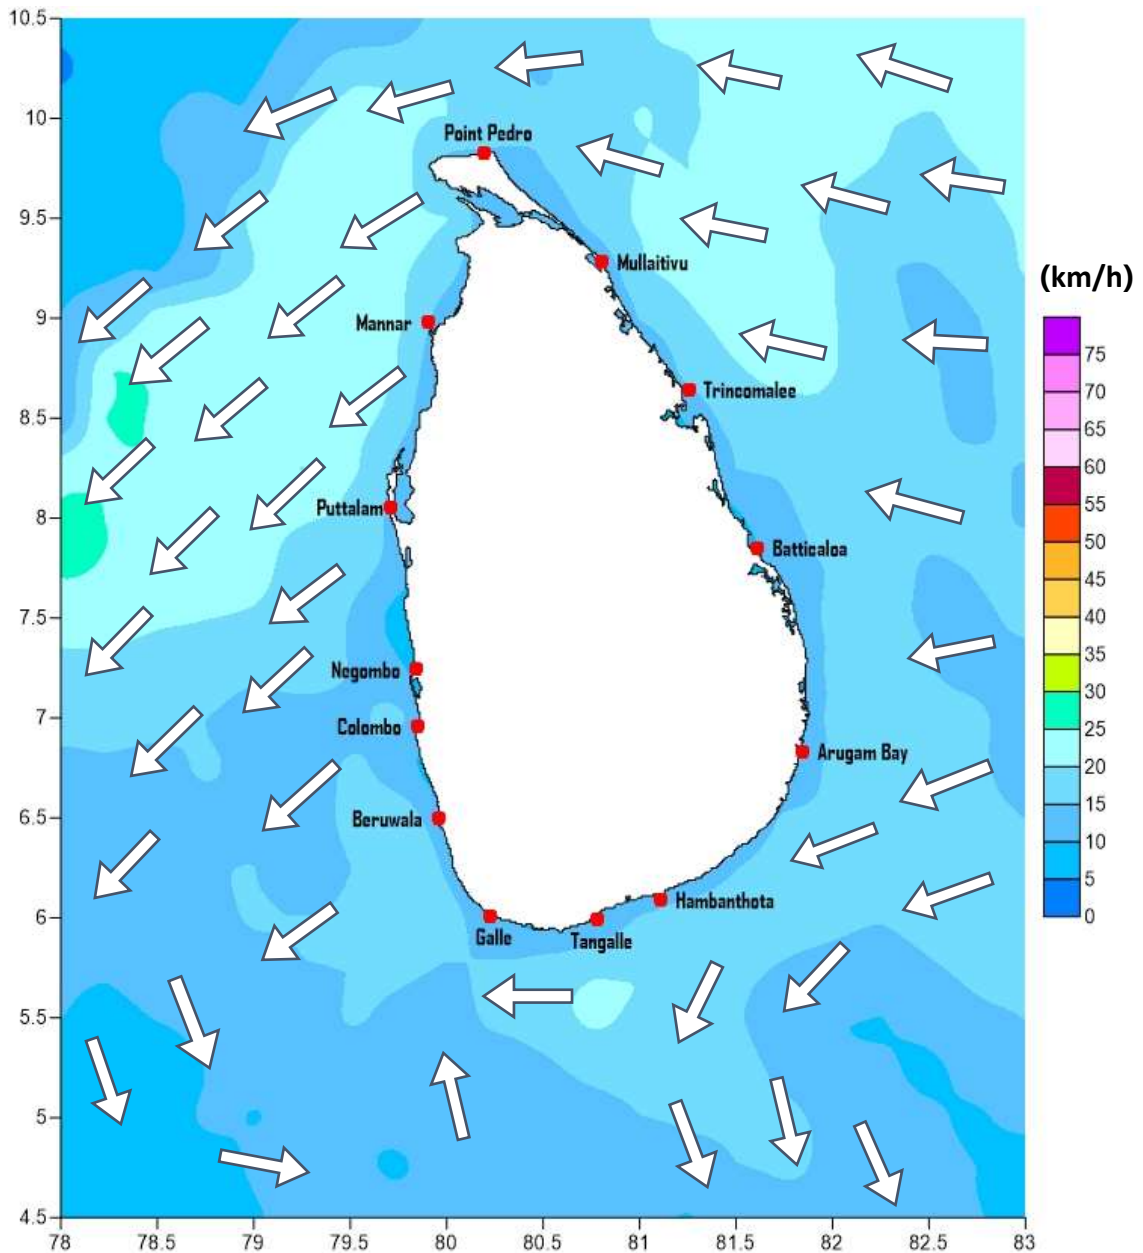 10.5
10
Point Pedro
9.5
Mullaitivu
(km/h)
9
Mannar
75
70
Trincomalee
65
8.5
60
55
Puttalam
8
50
Batticaloa
45
40
7.5
35
Negombo
30
7
Colombo
25
Arugam Bay
20
6.5
Beruwala
15
10
Hambanthota
5
6
0
Galle
Tangalle
5.5
5
4.5
78 78.5 79 79.5 80 80.5 81 81.5 82 82.5 83